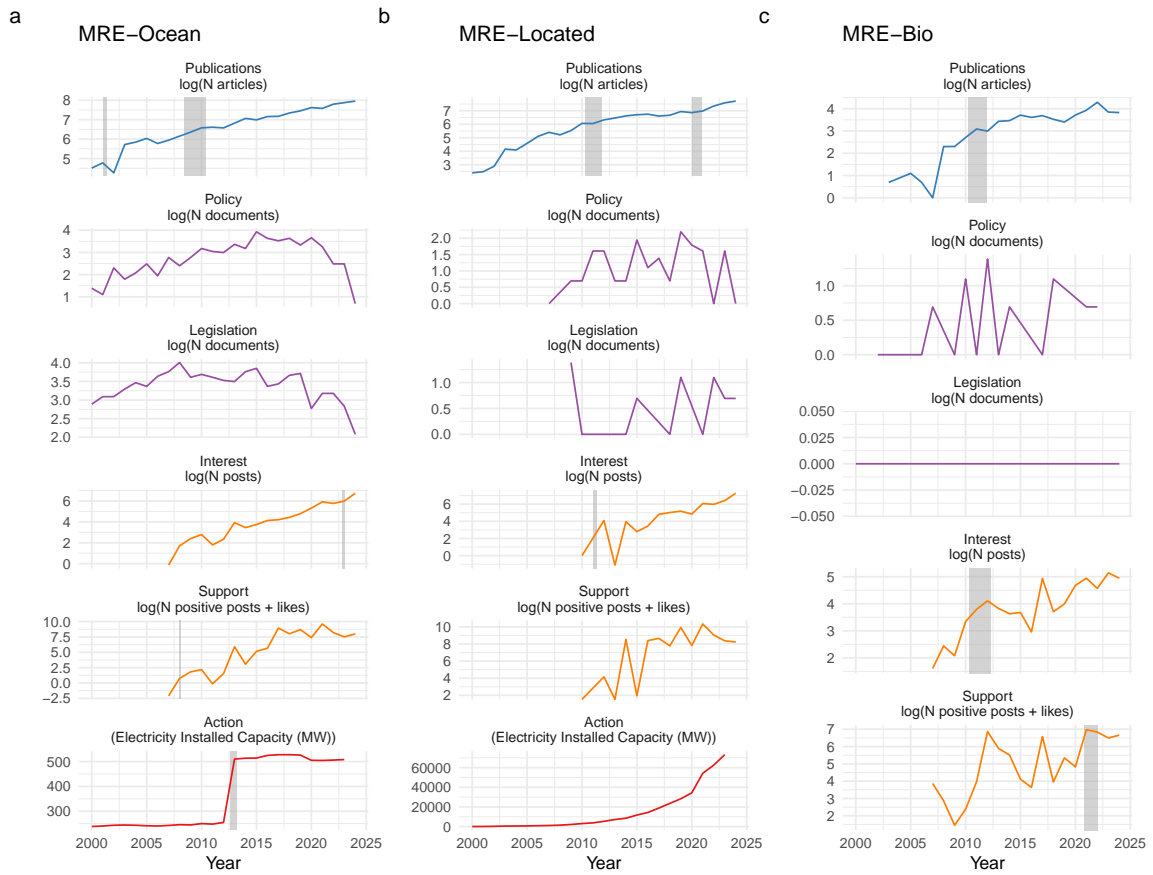 a
MRE−Ocean
Publications
log(N articles)
8
7
6
5
Policy
log(N documents)
4
3
2
1
Legislation
log(N documents)
4.0
3.5
3.0
2.5
2.0
Interest
log(N posts)
6
4
2
0
Support
log(N positive posts + likes)
10.0
7.5
5.0
2.5
0.0
−2.5
Action
(Electricity Installed Capacity (MW))
500
400
300
2000 2005 2010 2015 2020 2025
Year
b
MRE−Located
Publications
log(N articles)
7
6
5
4
3
Policy
log(N documents)
2.0
1.5
1.0
0.5
0.0
Legislation
log(N documents)
1.0
0.5
0.0
Interest
log(N posts)
6
4
2
0
Support
log(N positive posts + likes)
10
8
6
4
2
Action
(Electricity Installed Capacity (MW))
60000
40000
20000
0
2000 2005 2010 2015 2020 2025
Year
c
MRE−Bio
Publications
log(N articles)
4
3
2
1
0
Policy
log(N documents)
1.0
0.5
0.0
Legislation
log(N documents)
0.050
0.025
0.000
−0.025
−0.050
Interest
log(N posts)
5
4
3
2
Support
log(N positive posts + likes)
7
6
5
4
3
2
2000 2005 2010 2015 2020 2025
Year